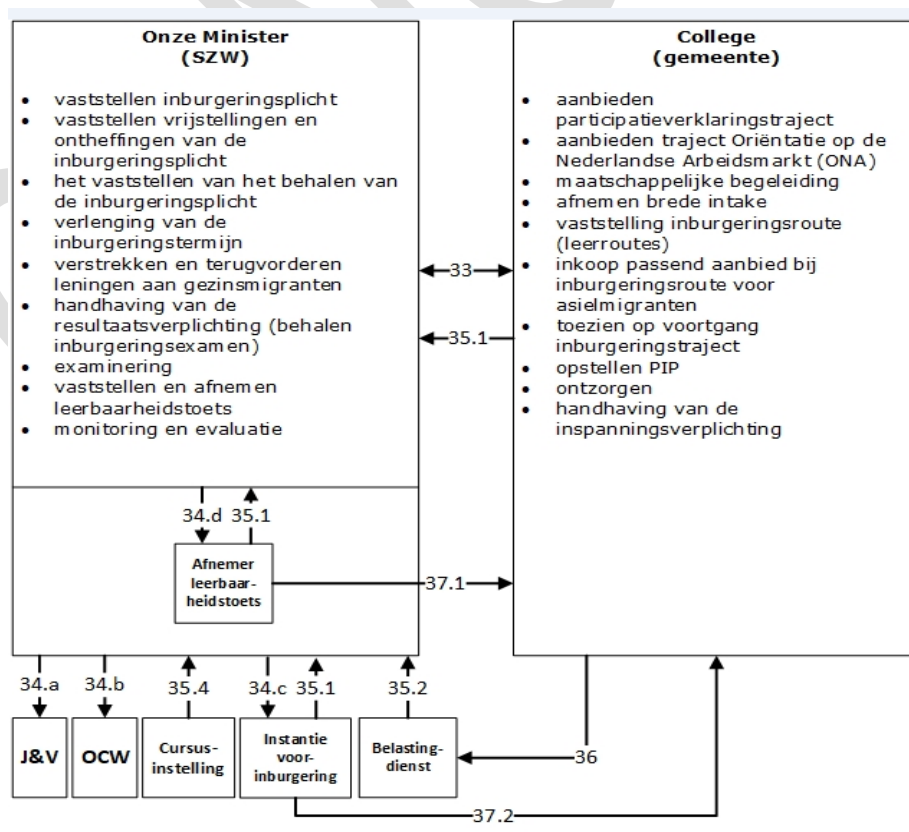 Onze Minister
(SZW)
• vaststellen inburgeringsplicht
• vaststellen vrijstellingen en
ontheffingen van de
inburgeringsplicht
• het vaststellen van het behalen van
de inburgeringsplicht
• verlenging van de
inburgeringstermijn
• verstrekken en terugvorderen
leningen aan gezinsmigranten
• handhaving van de
resultaatsverplichting (behalen
inburgeringsexamen)
• examinering
• vaststellen en afnemen
leerbaarheidstoets
• monitoring en evaluatie
College
(gemeente)
• aanbieden
participatieverklaringstraject
• aanbieden traject Oriëntatie op de
Nederlandse Arbeidsmarkt (ONA)
• maatschappelijke begeleiding
• afnemen brede intake
• vaststelling inburgeringsroute
(leerroutes)
• inkoop passend aanbied bij
inburgeringsroute voor
asielmigranten
• toezien op voortgang
inburgeringstraject
• opstellen PIP
• ontzorgen
• handhaving van de
inspanningsverplichting
33
35.1
34.d 35.1
Afnemer
leerbaar-
heidstoets
37.1
34.a
34.b
35.4
34.c
35.1
35.2
J&V
OCW
Cursus-
instelling
Instantie
voor-
inburgering
Belasting-
dienst
36
37.2